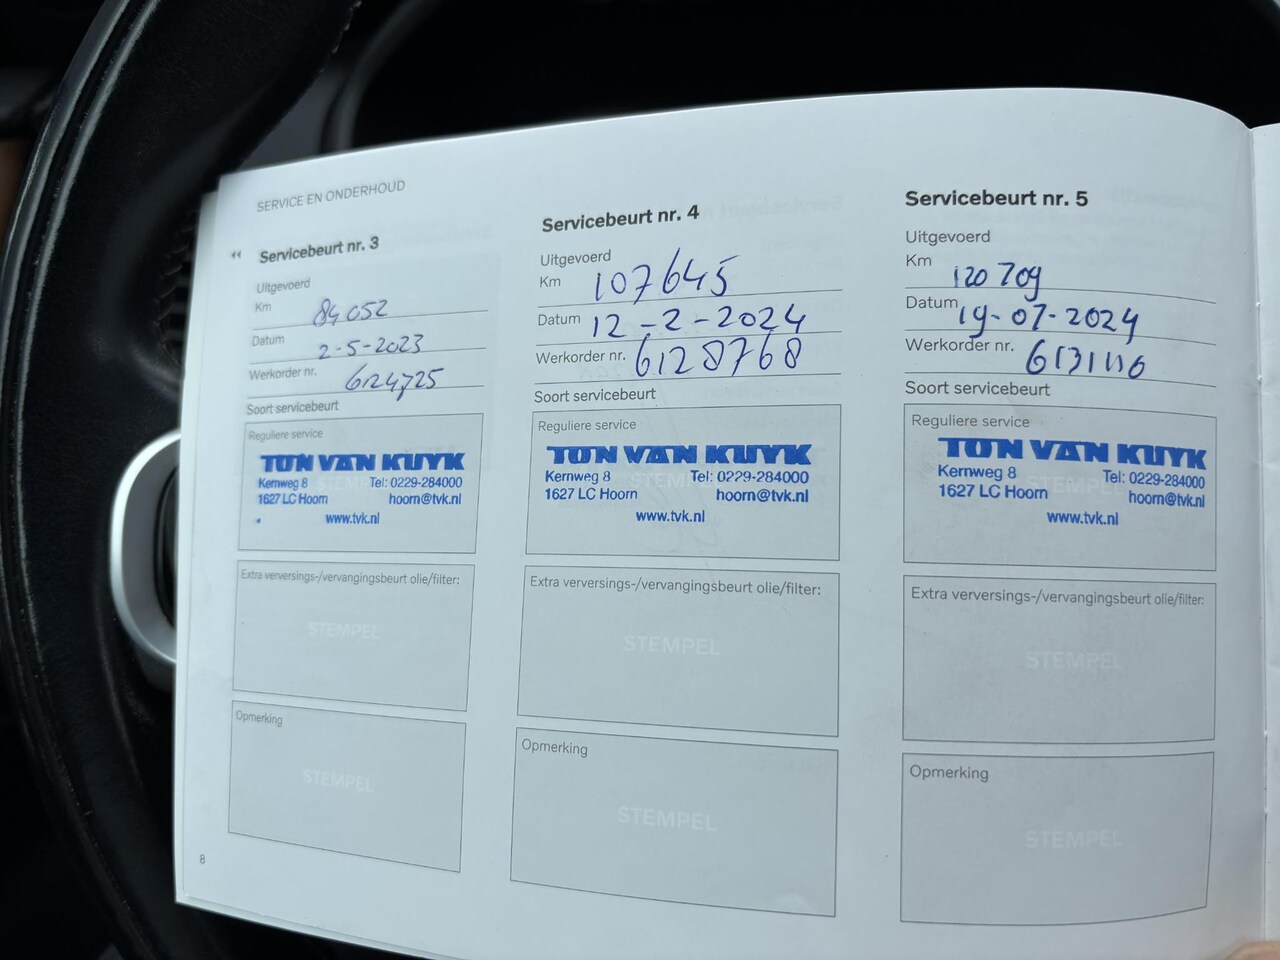 SERVICE EN ONDERHOUD
Servicebeurt nr. 3
Uitgevoerd
Km 84052
Datum 2-5-2023
Werkorder nr. 6124725
Soort servicebeurt
Reguliere service
TON VAN KUYK
Kernweg 8 Tel: 0229-284000
1627 LC Hoorn hoorn@tvk.nl
www.tvk.nl
Extra verversings-/vervangingsbeurt olie/filter:
STEMPEL
Opmerking
STEMPEL
8
Servicebeurt nr. 4
Uitgevoerd
Km 107645
Datum 12-2-2024
Werkorder nr. 6128768
Soort servicebeurt
Reguliere service
TON VAN KUYK
Kernweg 8 Tel: 0229-284000
1627 LC Hoorn hoorn@tvk.nl
www.tvk.nl
Extra verversings-/vervangingsbeurt olie/filter:
STEMPEL
Opmerking
STEMPEL
Servicebeurt nr. 5
Uitgevoerd
Km 120709
Datum 19-07-2024
Werkorder nr.
Soort servicebeurt
Reguliere service
TON VAN KUYK
Kernweg 8 Tel: 0229-284000
1627 LC Hoorn hoorn@tvk.nl
www.tvk.nl
Extra verversings-/vervangingsbeurt olie/filter:
STEMPEL
Opmerking
STEMPEL